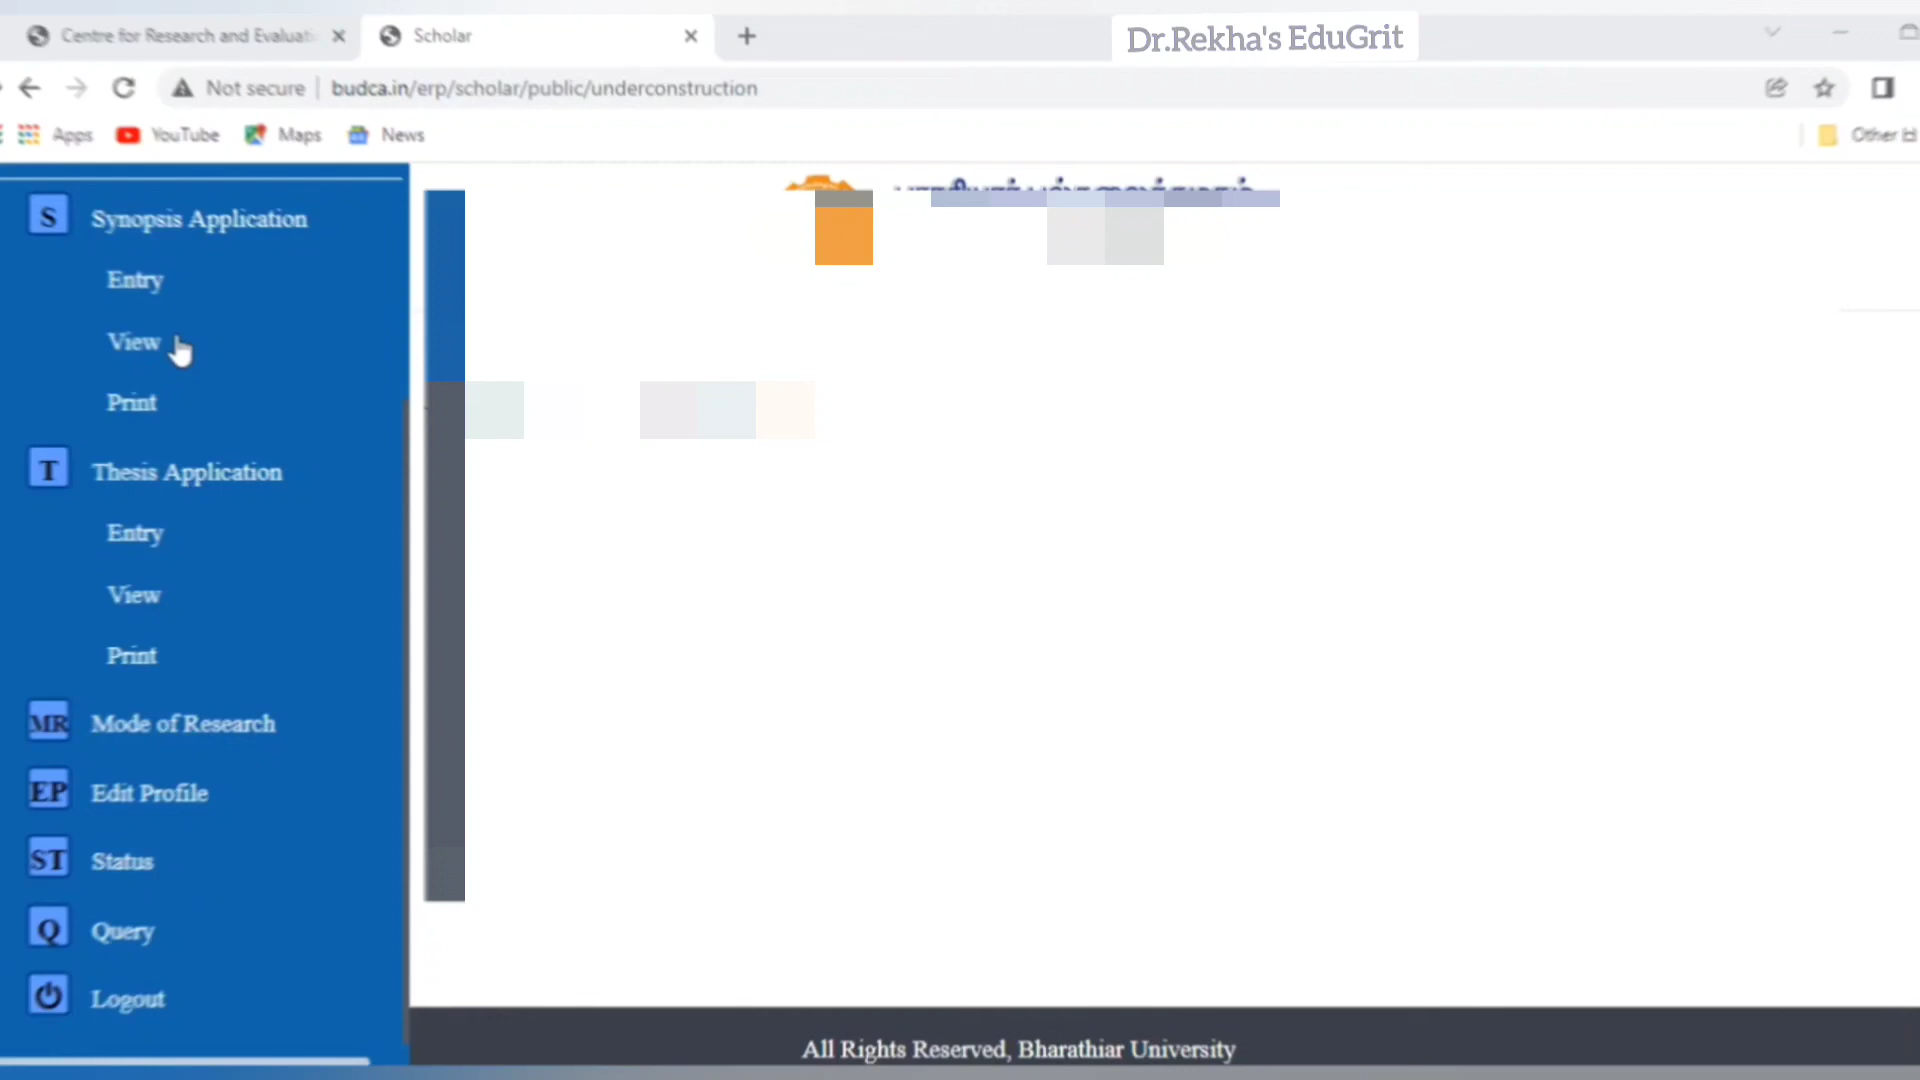 Centre for Research and Evaluati
Scholar
Dr.Rekha's EduGrit
Not secure
budca.in/erp/scholar/public/underconstruction
Apps
YouTube
Maps
News
Other
S
Synopsis Application
Entry
View
Print
T
Thesis Application
Entry
View
Print
MR
Mode of Research
EP
Edit Profile
ST
Status
Q
Query
Logout
All Rights Reserved, Bharathiar University